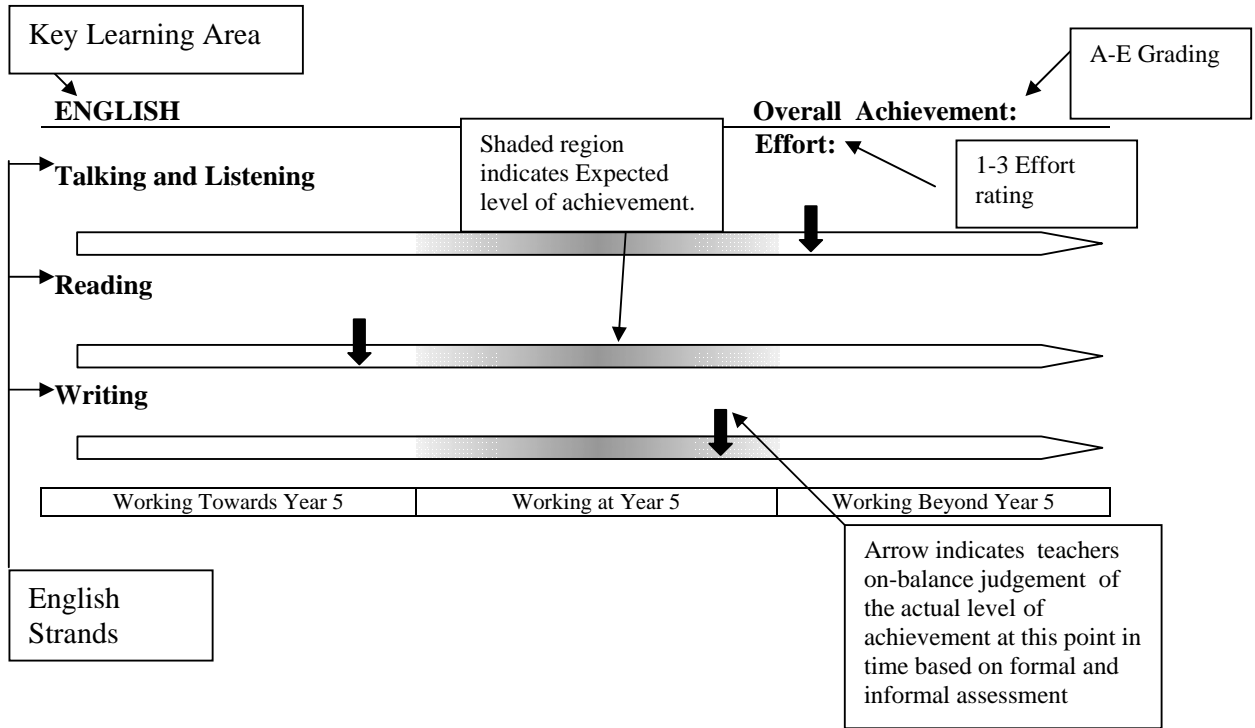 Key Learning Area
A-E Grading
ENGLISH
Overall Achievement:
Effort:
Shaded region
indicates Expected
level of achievement.
1-3 Effort
rating
Talking and Listening
Reading
Writing
Working Towards Year 5
Working at Year 5
Working Beyond Year 5
English
Strands
Arrow indicates teachers
on-balance judgement of
the actual level of
achievement at this point in
time based on formal and
informal assessment